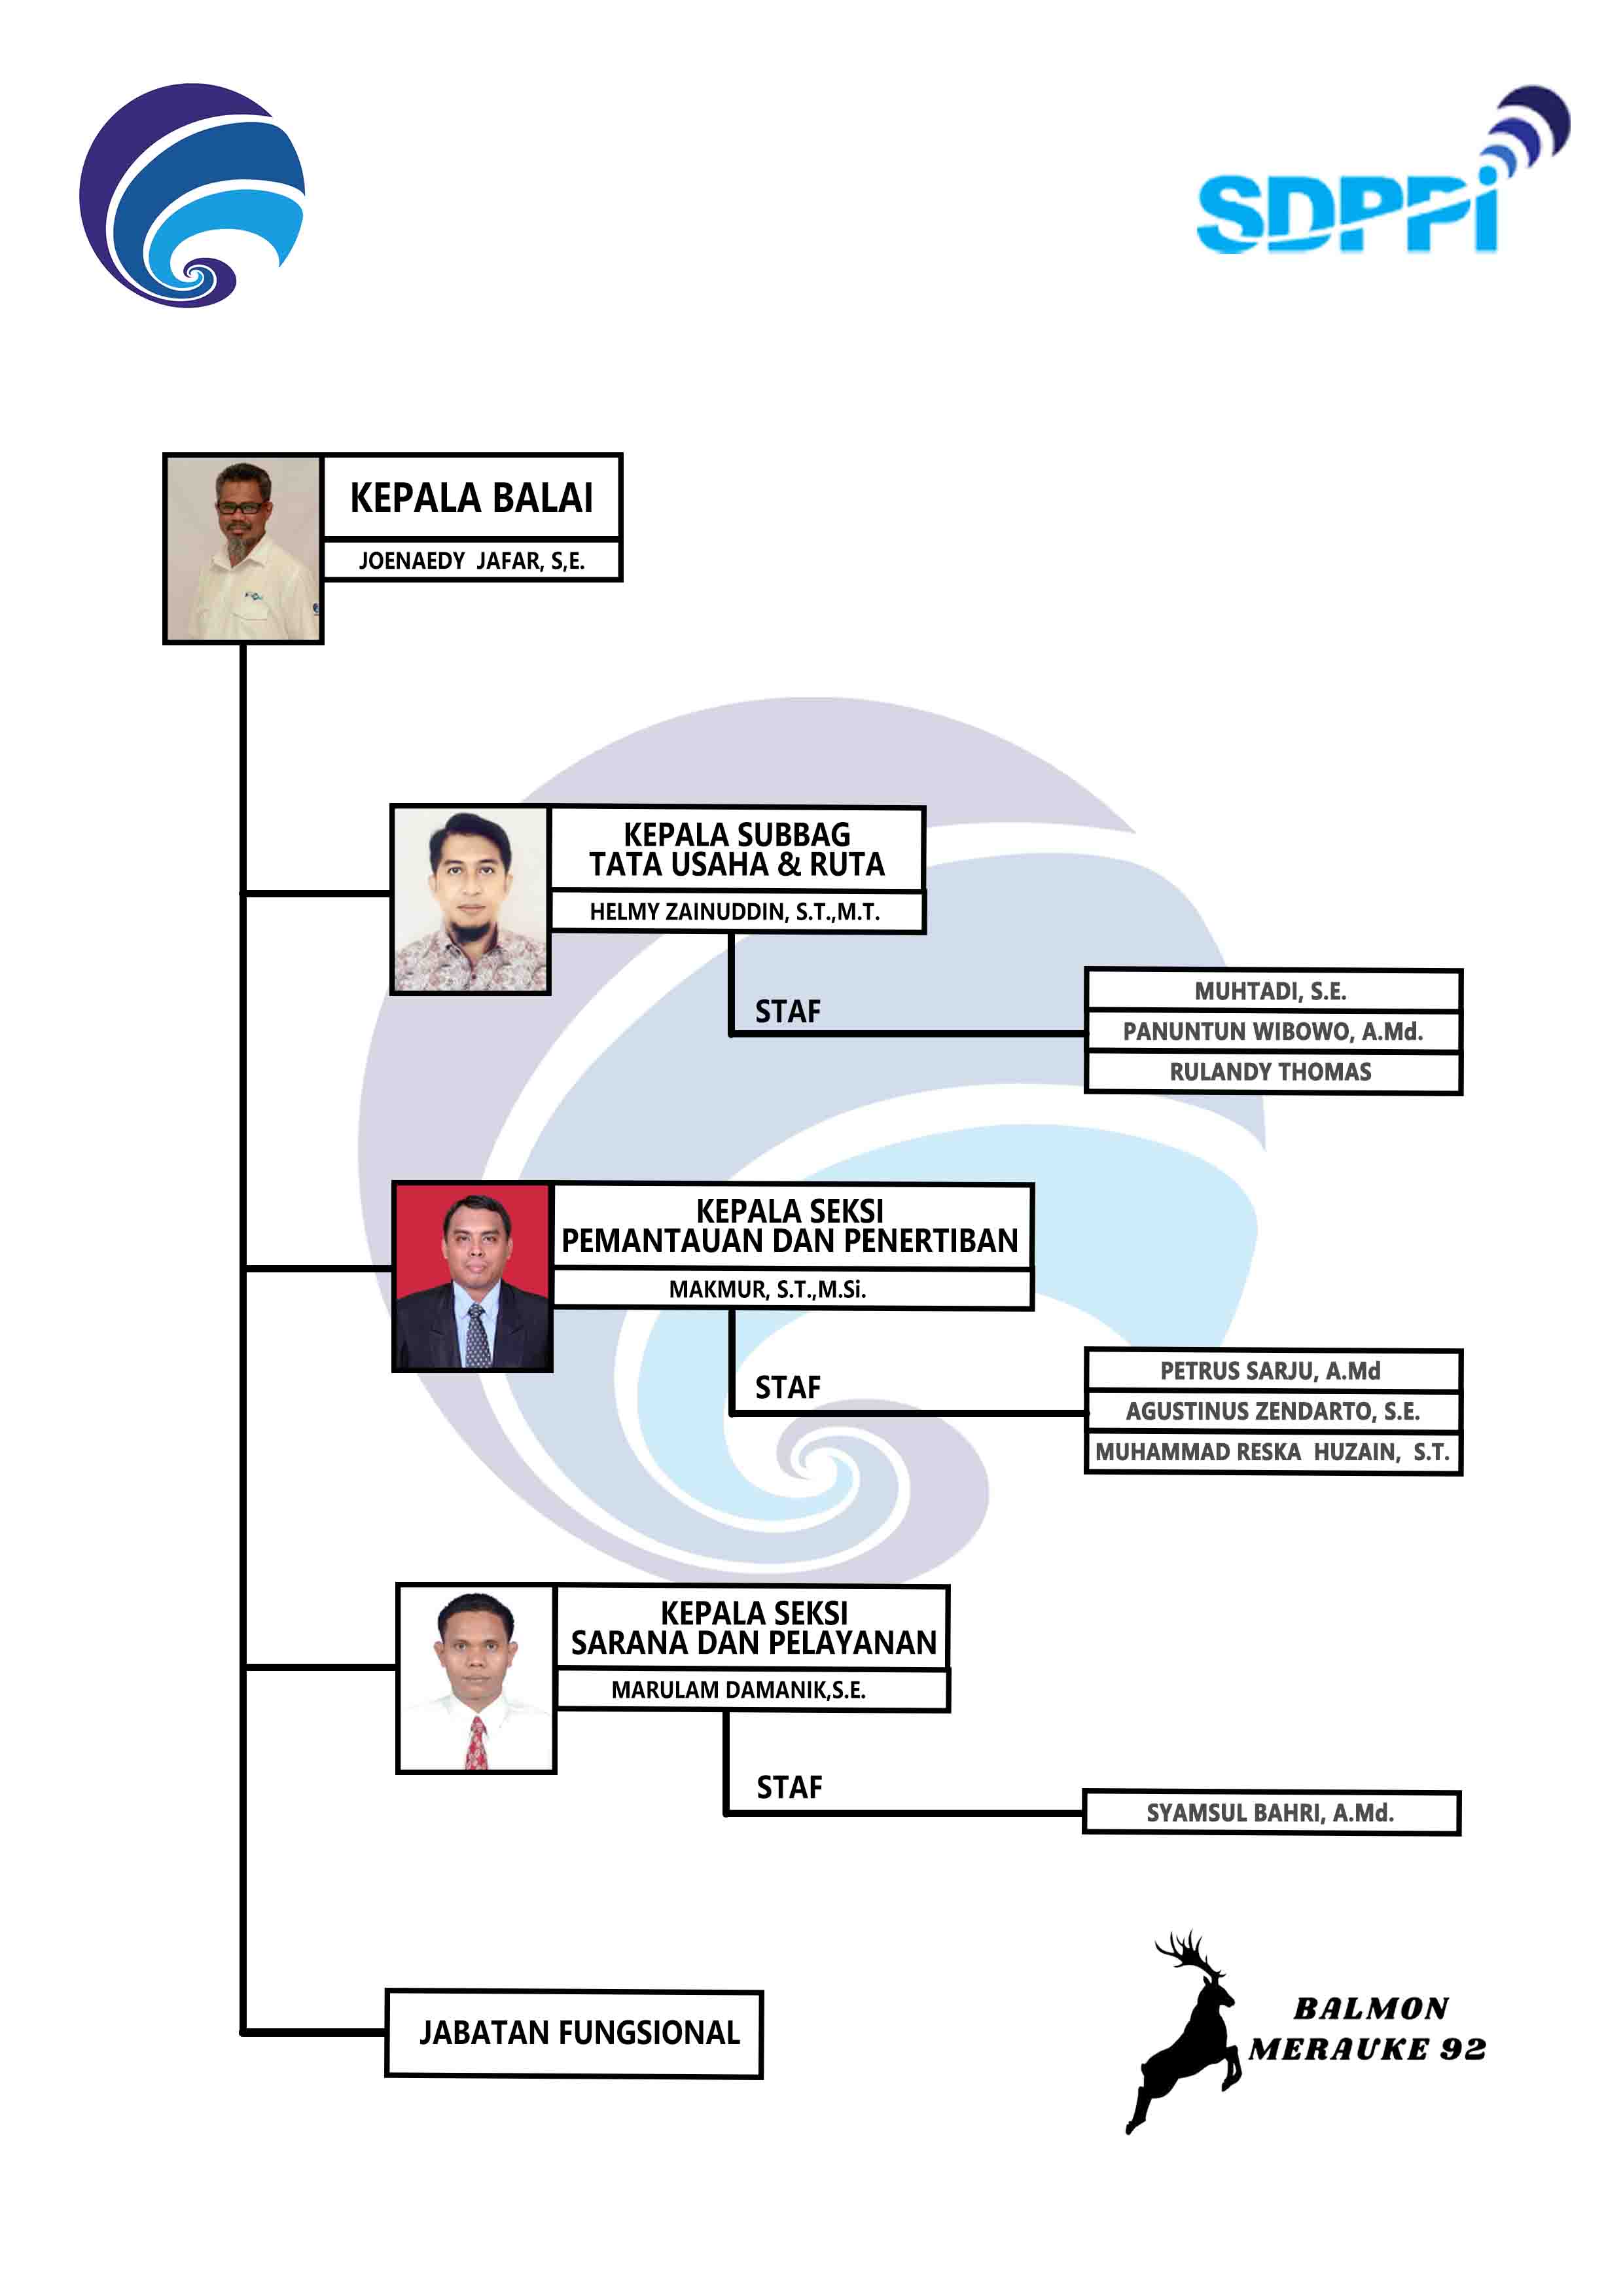 SDPPi
KEPALA BALAI
JOENAEDY JAFAR, S,E.
KEPALA SUBBAG
TATA USAHA & RUTA
HELMY ZAINUDDIN, S.T.,M.T.
STAF
MUHTADI, S.E.
PANUNTUN WIBOWO, A.Md.
RULANDY THOMAS
KEPALA SEKSI
PEMANTAUAN DAN PENERTIBAN
MAKMUR, S.T.,M.Si.
STAF
PETRUS SARJU, A.Md
AGUSTINUS ZENDARTO, S.E.
MUHAMMAD RESKA HUZAIN, S.T.
KEPALA SEKSI
SARANA DAN PELAYANAN
MARULAM DAMANIK,S.E.
STAF
SYAMSUL BAHRI, A.Md.
JABATAN FUNGSIONAL
BALMON
MERAUKE 92